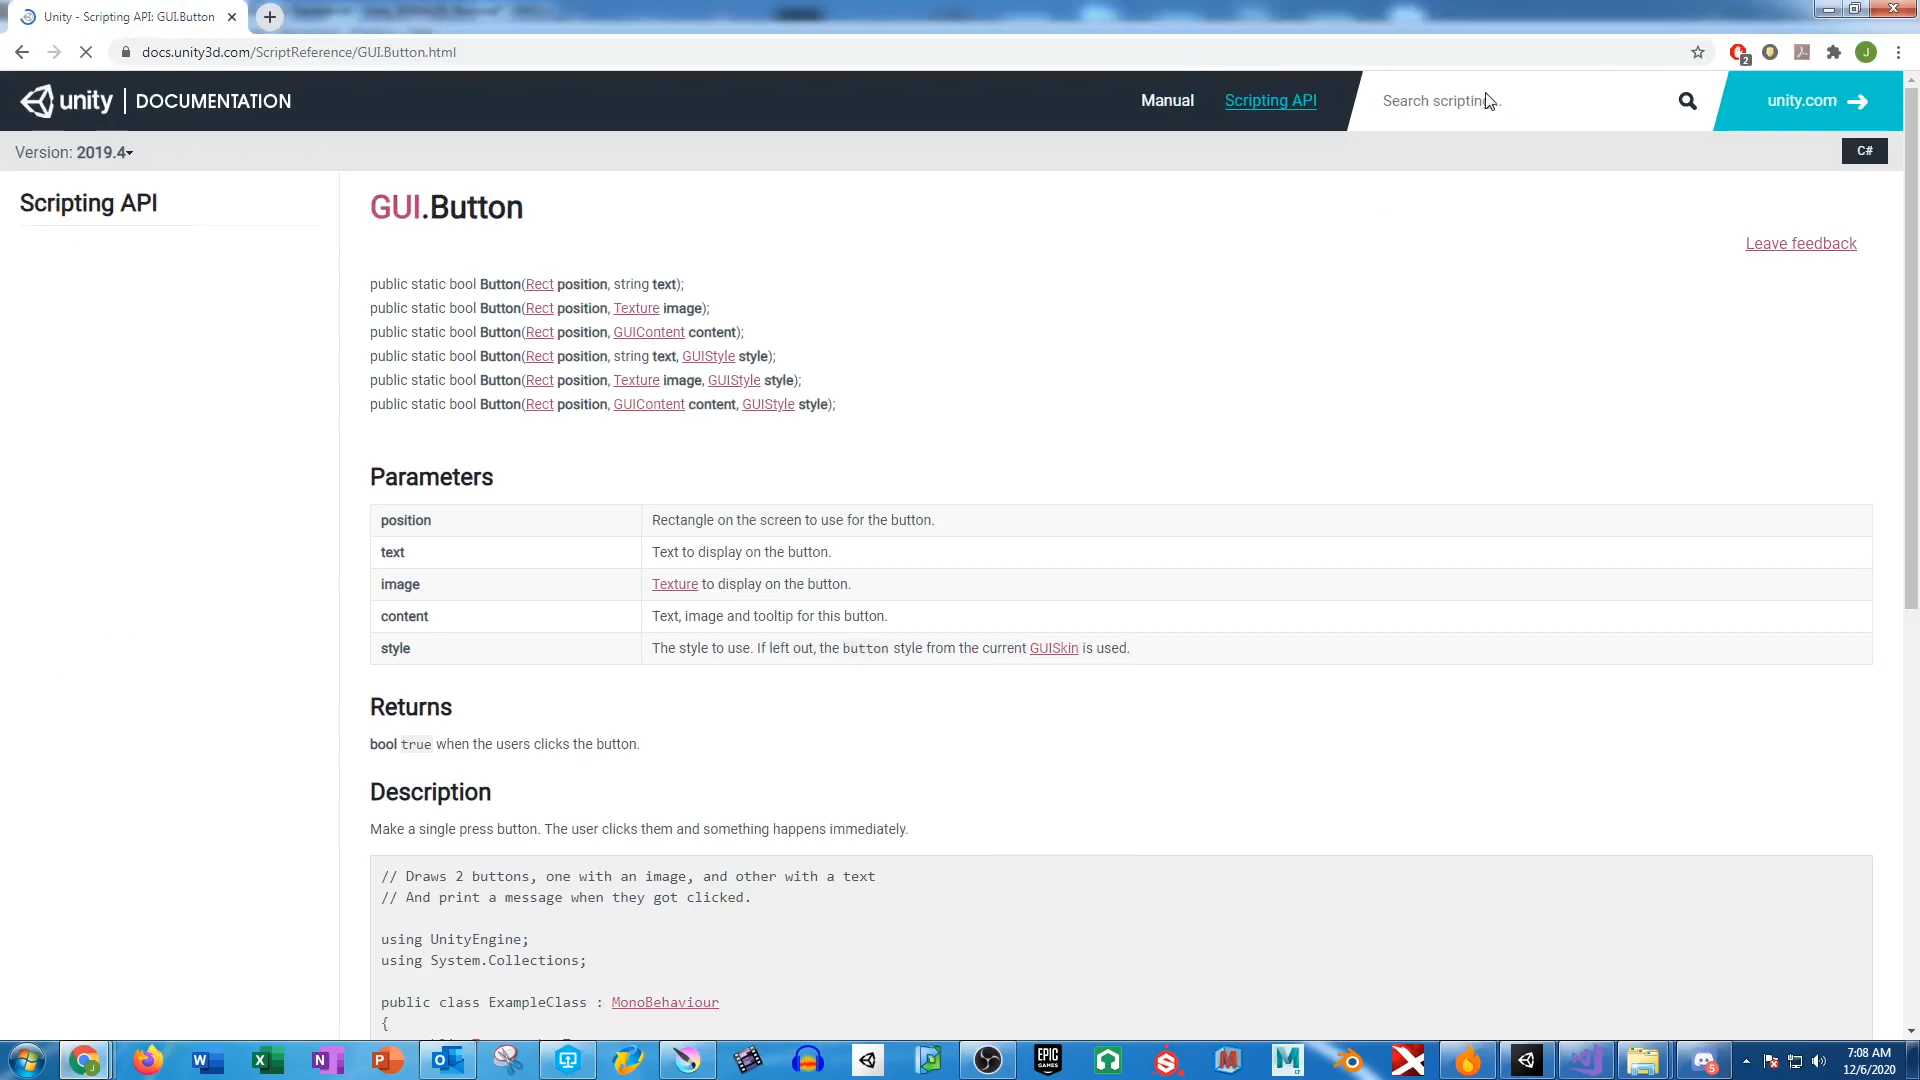 Unity - Scripting API: GUI.Button
docs.unity3d.com/ScriptReference/GUI.Button.html
2
J
unity | DOCUMENTATION
Manual
Scripting API
Search scripting...
unity.com
Version: 2019.4
C#
Scripting API
GUI.Button
Leave feedback
public static bool Button(Rect position, string text);
public static bool Button(Rect position, Texture image);
public static bool Button(Rect position, GUIContent content);
public static bool Button(Rect position, string text, GUIStyle style);
public static bool Button(Rect position, Texture image, GUIStyle style);
public static bool Button(Rect position, GUIContent content, GUIStyle style);
Parameters
position Rectangle on the screen to use for the button.
text Text to display on the button.
image Texture to display on the button.
content Text, image and tooltip for this button.
style The style to use. If left out, the button style from the current GUISkin is used.
Returns
bool true when the users clicks the button.
Description
Make a single press button. The user clicks them and something happens immediately.
// Draws 2 buttons, one with an image, and other with a text
// And print a message when they got clicked.
using UnityEngine;
using System.Collections;
public class ExampleClass : MonoBehaviour
{
EPIC
GAMES
5
7:08 AM
12/6/2020